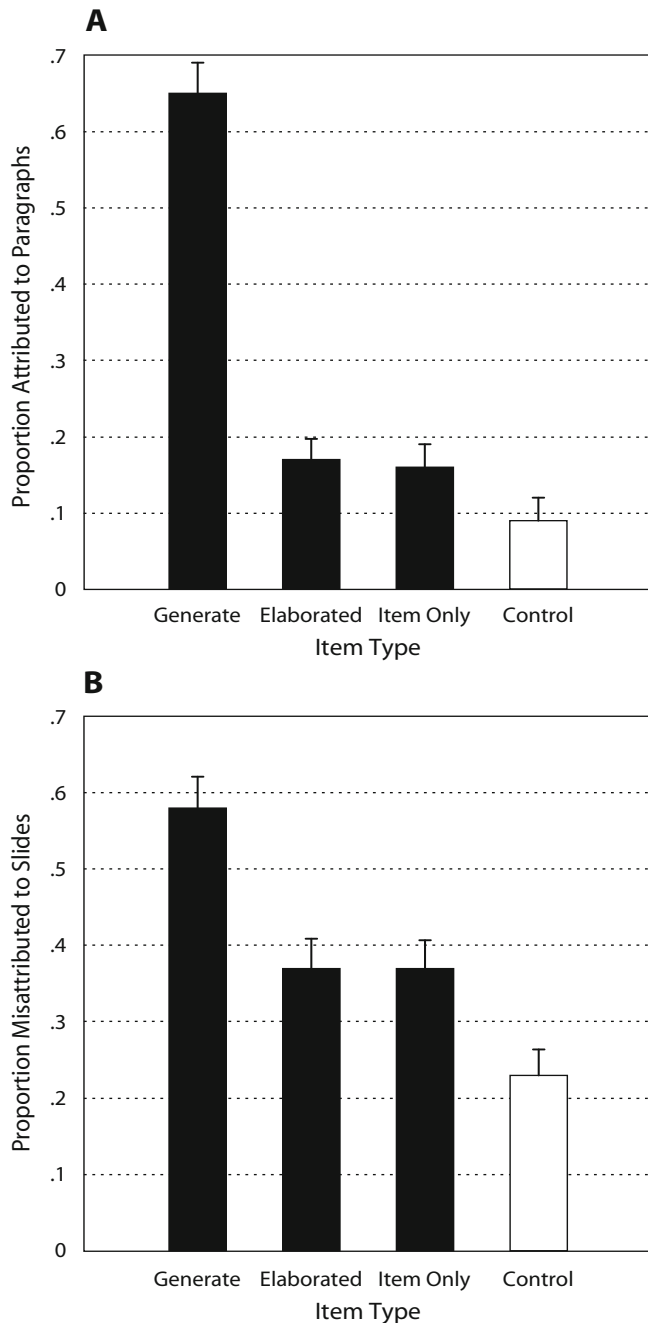 A
Proportion Attributed to Paragraphs
.7
.6
.5
.4
.3
.2
.1
0
Generate Elaborated Item Only Control
Item Type
B
Proportion Misattributed to Slides
.7
.6
.5
.4
.3
.2
.1
0
Generate Elaborated Item Only Control
Item Type